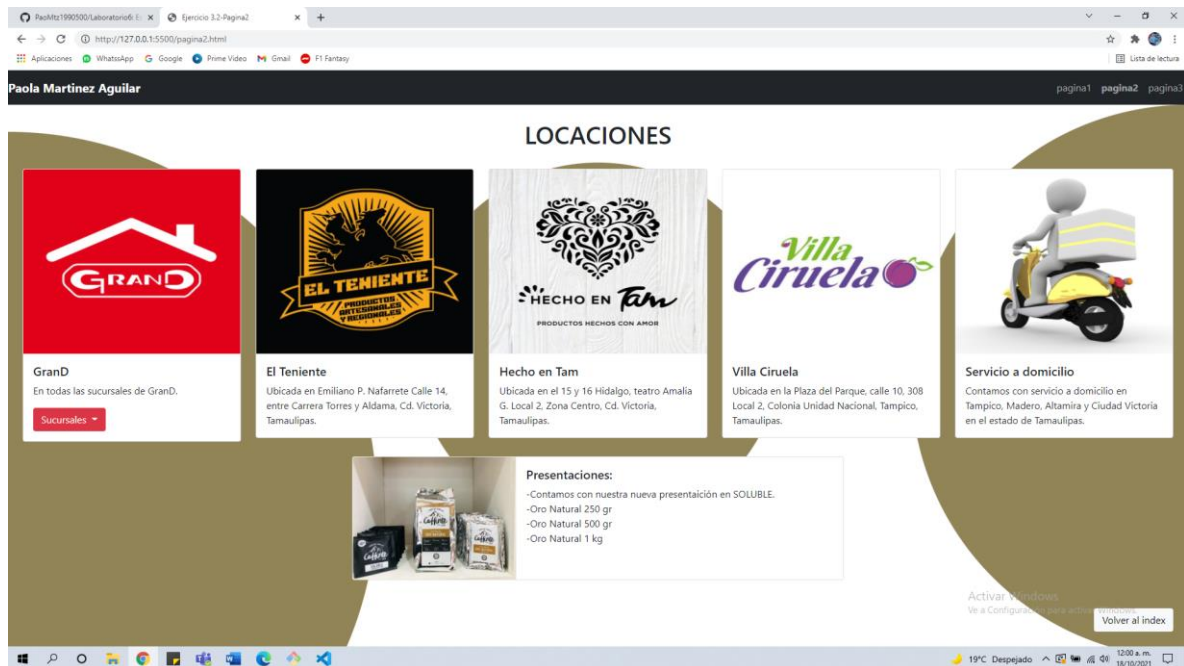 PaoMtz1990500/Laboratorio6: E
Ejercicio 3.2-Pagina2
http://127.0.0.1:5500/pagina2.html
Aplicaciones
WhatssApp
Google
Prime Video
Gmail
F1 Fantasy
Lista de lectura
Paola Martinez Aguilar
pagina1 pagina2 pagina3
LOCACIONES
GRAND
GranD
En todas las sucursales de GranD.
Sucursales
EL TENIENTE
PRODUCTOS
ARTESANALES
Y REGIONALES
El Teniente
Ubicada en Emiliano P. Nafarrete Calle 14,
entre Carrera Torres y Aldama, Cd. Victoria,
Tamaulipas.
HECHO EN Tam
PRODUCTOS HECHOS CON AMOR
Hecho en Tam
Ubicada en el 15 y 16 Hidalgo, teatro Amalia
G. Local 2, Zona Centro, Cd. Victoria,
Tamaulipas.
Villa
Ciruela
Villa Ciruela
Ubicada en la Plaza del Parque, calle 10, 308
Local 2, Colonia Unidad Nacional, Tampico,
Tamaulipas.
Servicio a domicilio
Contamos con servicio a domicilio en
Tampico, Madero, Altamira y Ciudad Victoria
en el estado de Tamaulipas.
Presentaciones:
-Contamos con nuestra nueva presentaición en SOLUBLE.
-Oro Natural 250 gr
-Oro Natural 500 gr
-Oro Natural 1 kg
Activar Windows
Ve a Configuración para activar Windows.
Volver al index
19°C Despejado
12:00 a. m.
18/10/2021